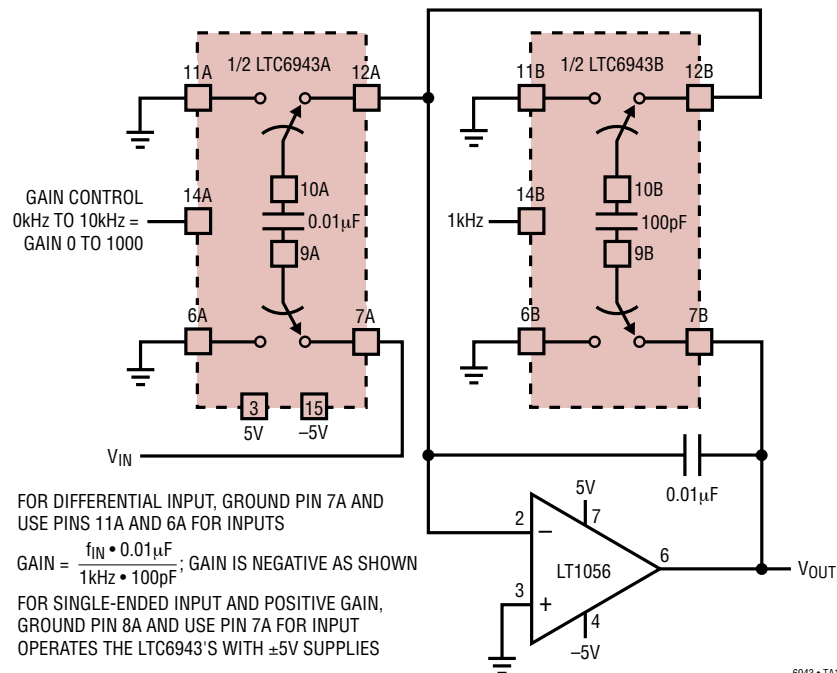 1/2 LTC6943A
1/2 LTC6943B
11A
12A
11B
12B
10A
10B
GAIN CONTROL
0kHz TO 10kHz =
GAIN 0 TO 1000
14A
0.01µF
1kHz
14B
100pF
9A
9B
6A
7A
6B
7B
3
15
5V
–5V
VIN
0.01µF
FOR DIFFERENTIAL INPUT, GROUND PIN 7A AND
USE PINS 11A AND 6A FOR INPUTS
GAIN = fIN • 0.01µF / 1kHz • 100pF; GAIN IS NEGATIVE AS SHOWN
FOR SINGLE-ENDED INPUT AND POSITIVE GAIN,
GROUND PIN 8A AND USE PIN 7A FOR INPUT
OPERATES THE LTC6943'S WITH ±5V SUPPLIES
5V
7
2
–
LT1056
6
VOUT
3
+
4
–5V